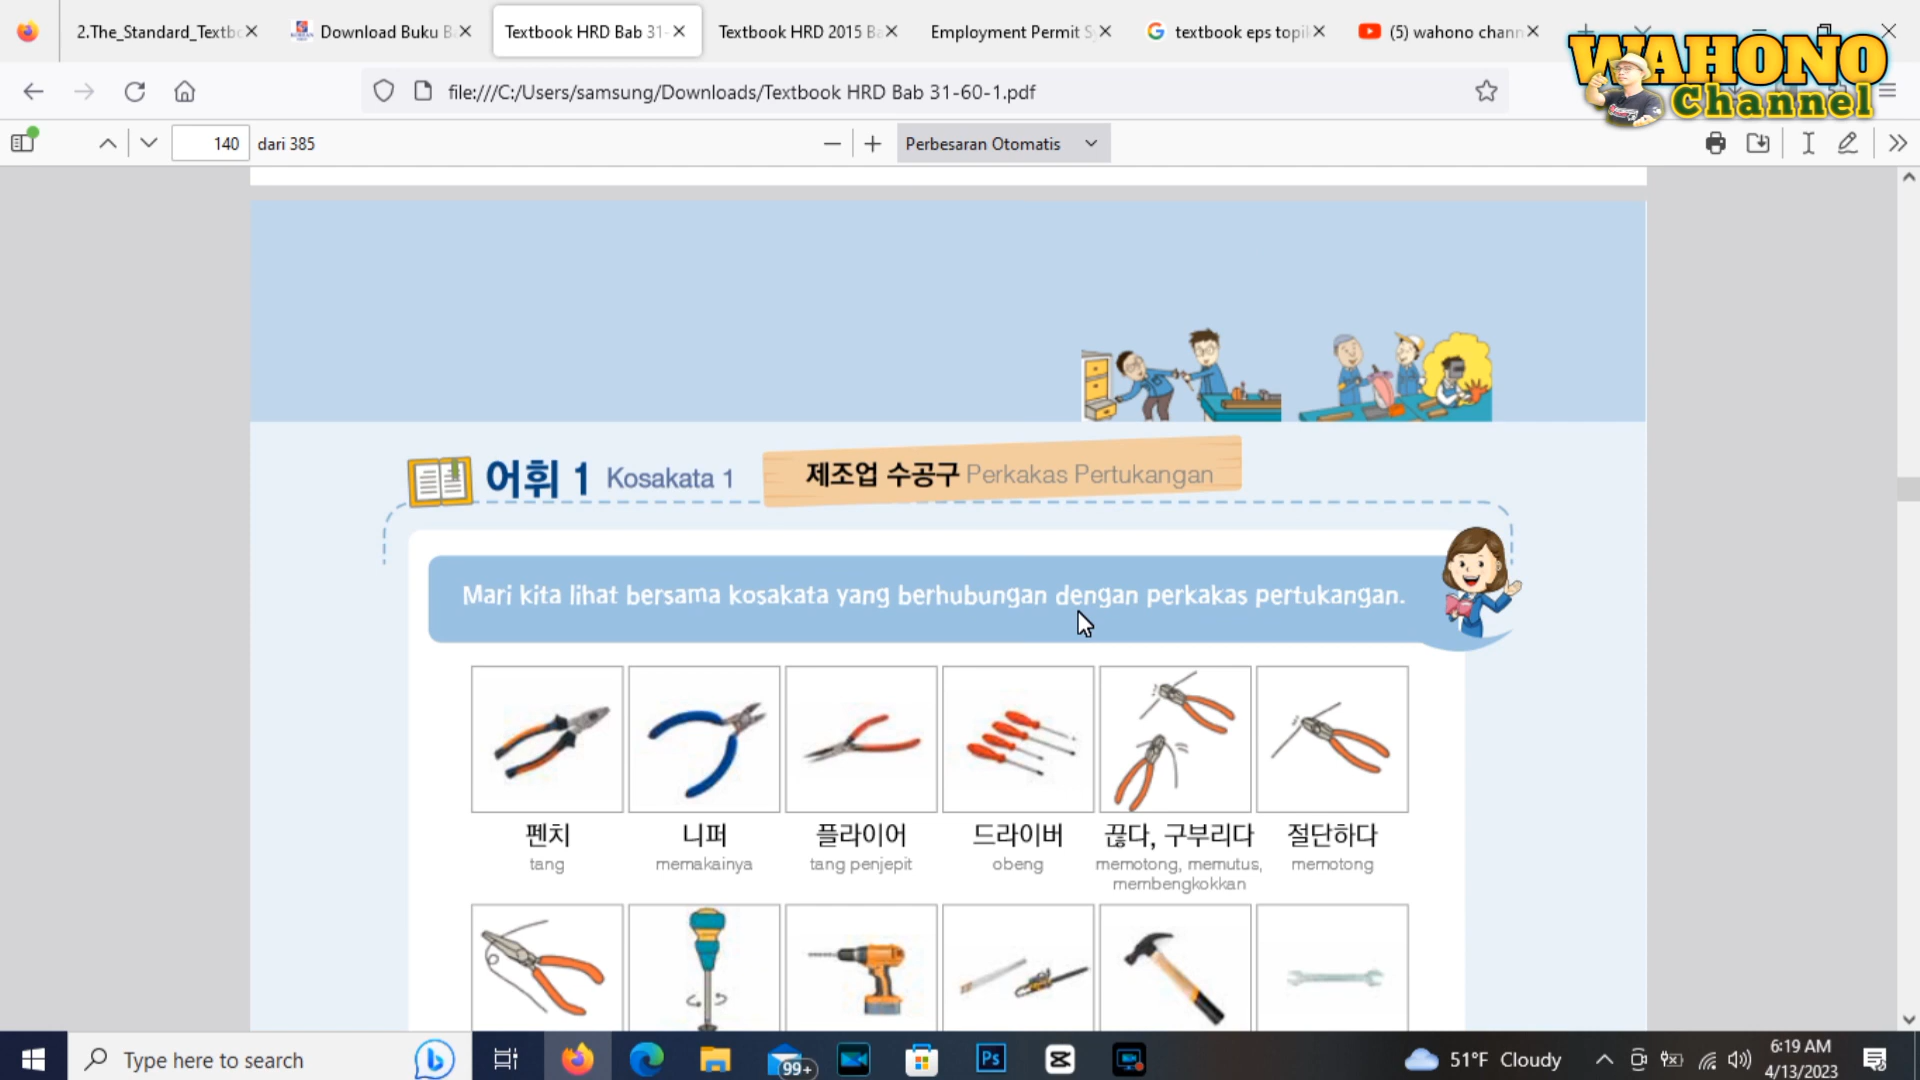 2.The_Standard_Textbo
Download Buku B
Textbook HRD Bab 31-
Textbook HRD 2015 B
Employment Permit S
textbook eps topi
(5) wahono chann
WAHONO
Channel
file:///C:/Users/samsung/Downloads/Textbook HRD Bab 31-60-1.pdf
140 dari 385
Perbesaran Otomatis
어휘 1 Kosakata 1
제조업 수공구 Perkakas Pertukangan
Mari kita lihat bersama kosakata yang berhubungan dengan perkakas pertukangan.
펜치 니퍼 플라이어 드라이버 끊다, 구부리다 절단하다
tang memakainya tang penjepit obeng memotong, memutus, memotong
membengkokkan
Type here to search
99+
Ps
51°F Cloudy
6:19 AM
4/13/2023